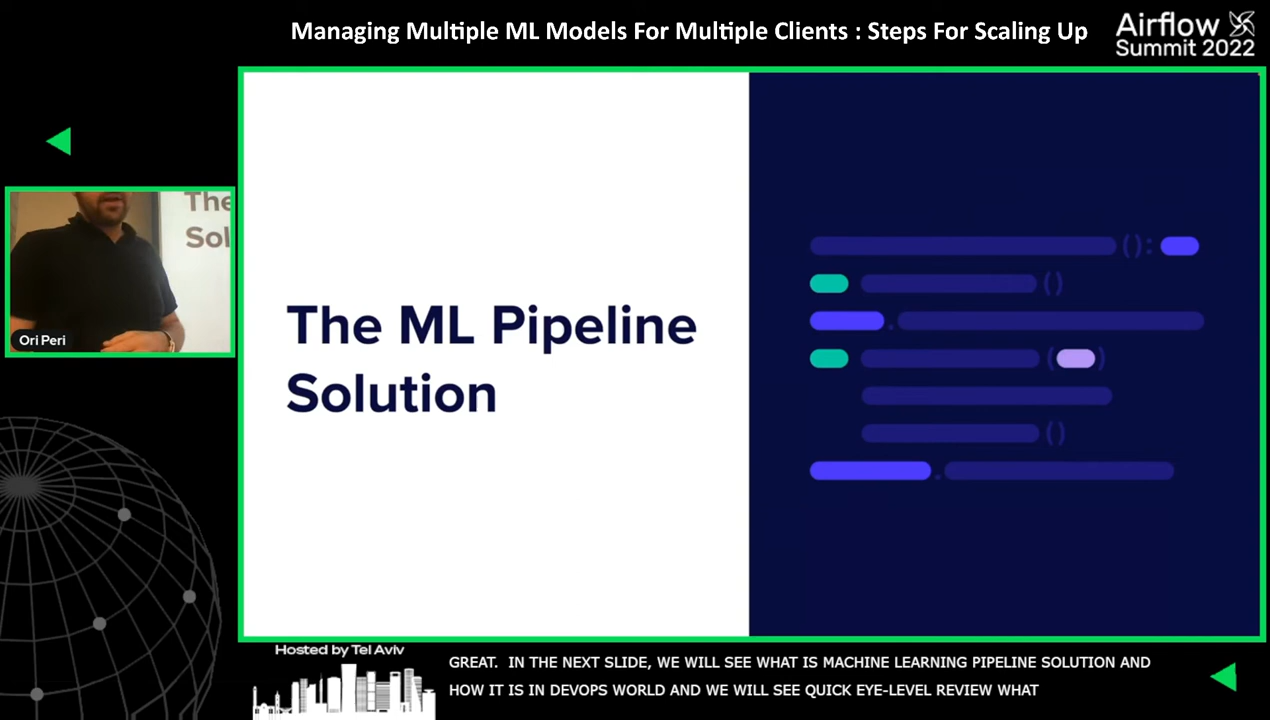 Managing Multiple ML Models For Multiple Clients : Steps For Scaling Up
Airflow
Summit 2022
The
Sol
Ori Peri
The ML Pipeline
Solution
():
()
.
( )
()
.
Hosted by Tel Aviv
GREAT. IN THE NEXT SLIDE, WE WILL SEE WHAT IS MACHINE LEARNING PIPELINE SOLUTION AND
HOW IT IS IN DEVOPS WORLD AND WE WILL SEE QUICK EYE-LEVEL REVIEW WHAT